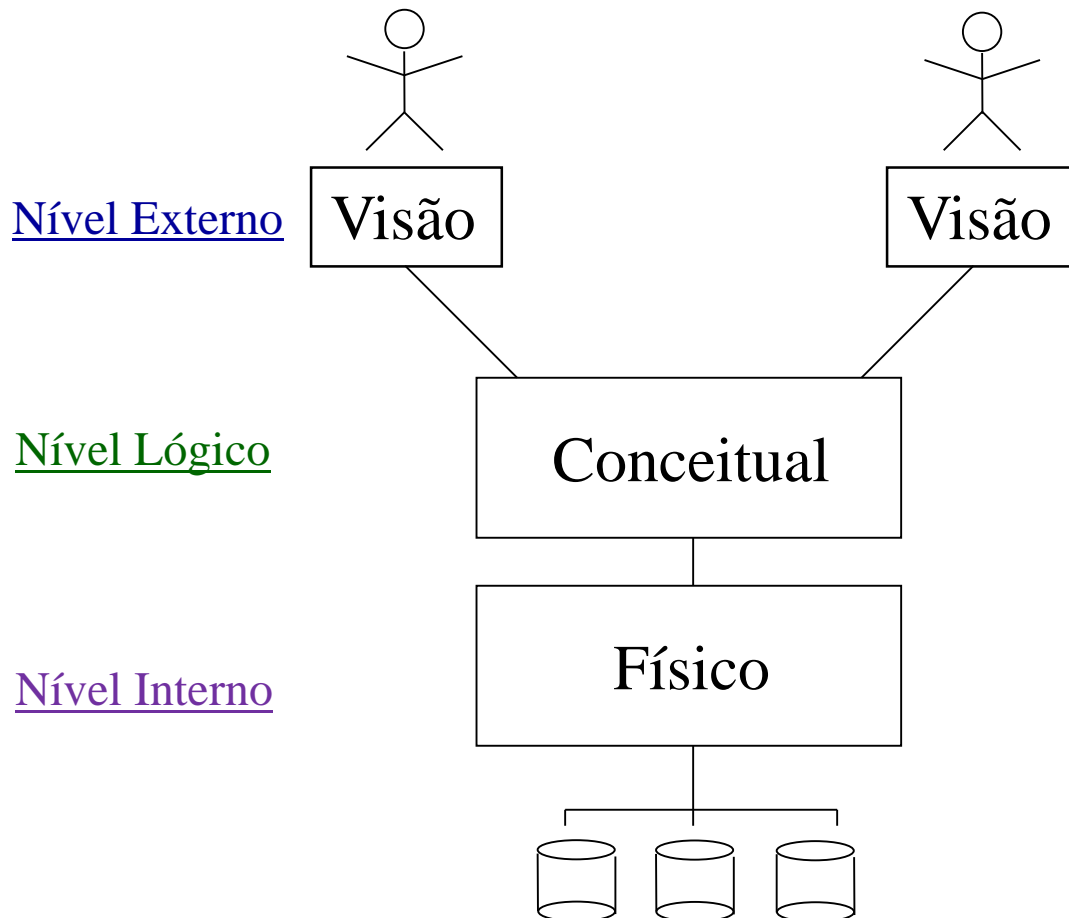 Nível Externo
Visão
Visão
Nível Lógico
Conceitual
Nível Interno
Físico